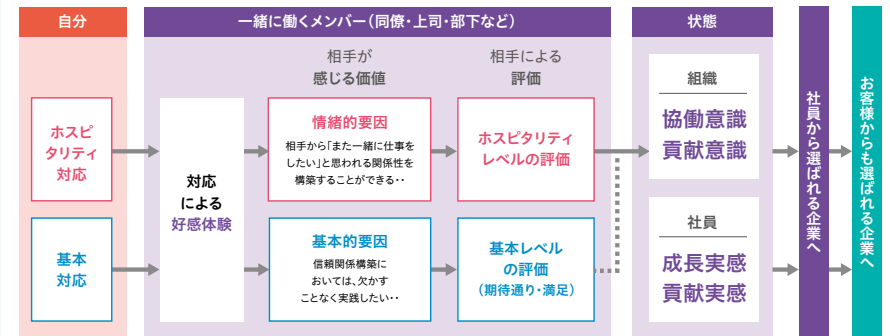 自分
一緒に働くメンバー（同僚・上司・部下など）
状態
相手が
感じる価値
相手による
評価
ホスピ
タリティ
対応
基本
対応
対応
による
好感体験
情緒的要因
相手から「また一緒に仕事を
したい」と思われる関係性を
構築することができる‥
基本的要因
信頼関係構築に
おいては、欠かす
ことなく実践したい‥
ホスピタリティ
レベルの評価
基本レベル
の評価
（期待通り・満足）
組織
協働意識
貢献意識
社員
成長実感
貢献実感
社員から選ばれる企業へ
お客様からも選ばれる企業へ